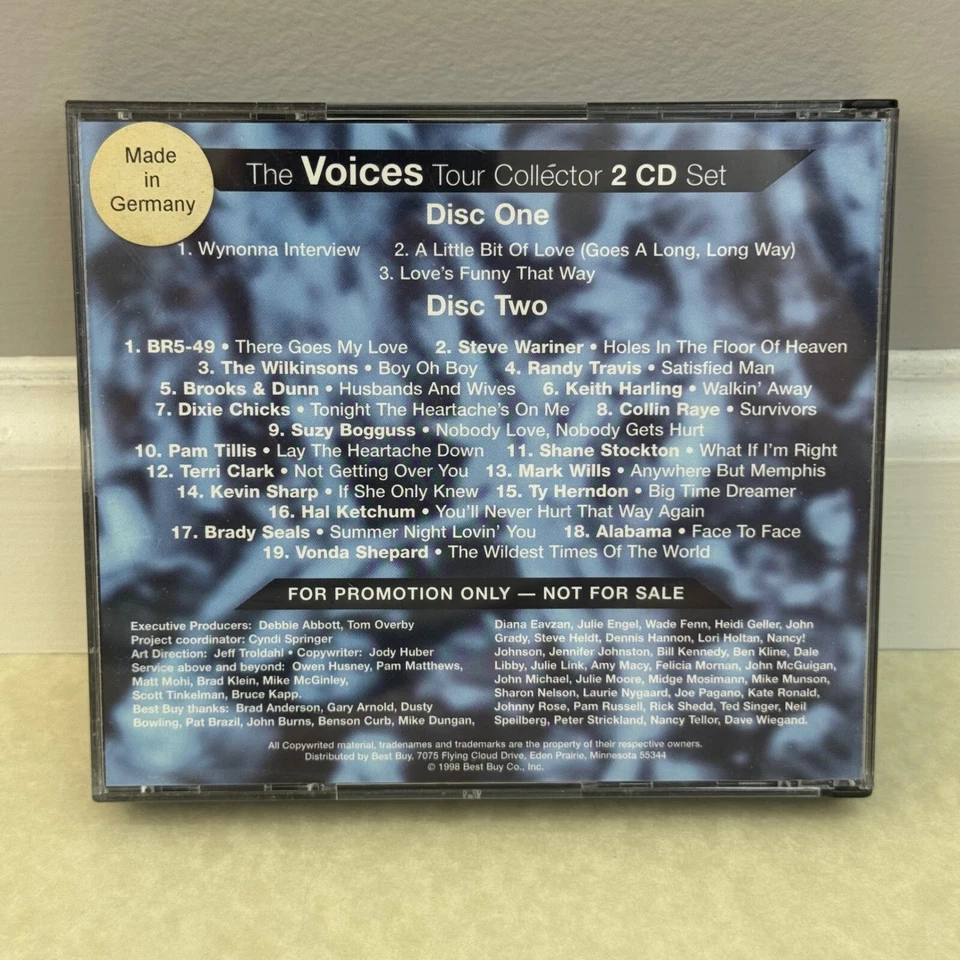 Made
in
Germany
The Voices Tour Colléctor 2 CD Set
Disc One
1. Wynonna Interview 2. A Little Bit Of Love (Goes A Long, Long Way)
3. Love's Funny That Way
Disc Two
1. BR5-49 • There Goes My Love 2. Steve Wariner • Holes In The Floor Of Heaven
3. The Wilkinsons • Boy Oh Boy 4. Randy Travis • Satisfied Man
5. Brooks & Dunn • Husbands And Wives 6. Keith Harling • Walkin' Away
7. Dixie Chicks • Tonight The Heartache's On Me 8. Collin Raye • Survivors
9. Suzy Bogguss • Nobody Love, Nobody Gets Hurt
10. Pam Tillis • Lay The Heartache Down 11. Shane Stockton • What If I'm Right
12. Terri Clark • Not Getting Over You 13. Mark Wills • Anywhere But Memphis
14. Kevin Sharp • If She Only Knew 15. Ty Herndon • Big Time Dreamer
16. Hal Ketchum • You'll Never Hurt That Way Again
17. Brady Seals • Summer Night Lovin' You 18. Alabama • Face To Face
19. Vonda Shepard • The Wildest Times Of The World
FOR PROMOTION ONLY — NOT FOR SALE
Executive Producers: Debbie Abbott, Tom Overby
Project coordinator: Cyndi Springer
Art Direction: Jeff Troldahl • Copywriter: Jody Huber
Service above and beyond: Owen Husney, Pam Matthews,
Matt Mohi, Brad Klein, Mike McGinley,
Scott Tinkelman, Bruce Kapp.
Best Buy thanks: Brad Anderson, Gary Arnold, Dusty
Bowling, Pat Brazil, John Burns, Benson Curb, Mike Dungan,
Diana Eavzan, Julie Engel, Wade Fenn, Heidi Geller, John
Grady, Steve Heldt, Dennis Hannon, Lori Holtan, Nancy!
Johnson, Jennifer Johnston, Bill Kennedy, Ben Kline, Dale
Libby, Julie Link, Amy Macy, Felicia Mornan, John McGuigan,
John Michael, Julie Moore, Midge Mosimann, Mike Munson,
Sharon Nelson, Laurie Nygaard, Joe Pagano, Kate Ronald,
Johnny Rose, Pam Russell, Rick Shedd, Ted Singer, Neil
Speilberg, Peter Strickland, Nancy Tellor, Dave Wiegand.
All Copywrited material, tradenames and trademarks are the property of their respective owners.
Distributed by Best Buy, 7075 Flying Cloud Drive, Eden Prairie, Minnesota 55344
© 1998 Best Buy Co., Inc.